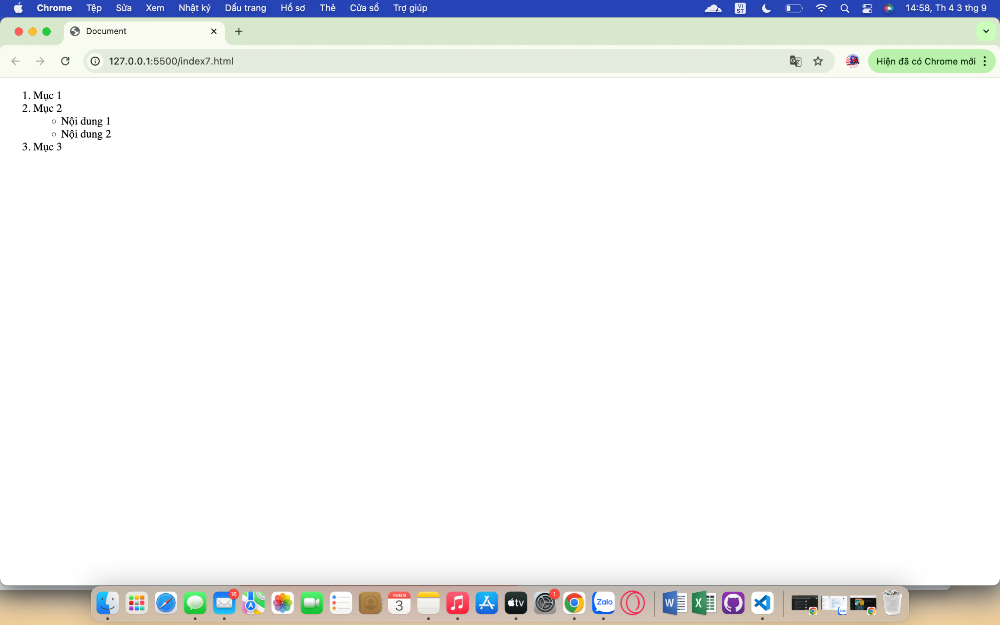 Chrome Tệp Sửa Xem Nhật ký Dấu trang Hồ sơ Thẻ Cửa sổ Trợ giúp VI ST 14:58, Th 4 3 thg 9
Document
127.0.0.1:5500/index7.html Hiện đã có Chrome mới
1. Mục 1
2. Mục 2
Nội dung 1
Nội dung 2
3. Mục 3
16 THG 9 3 tv 1 Zalo W X